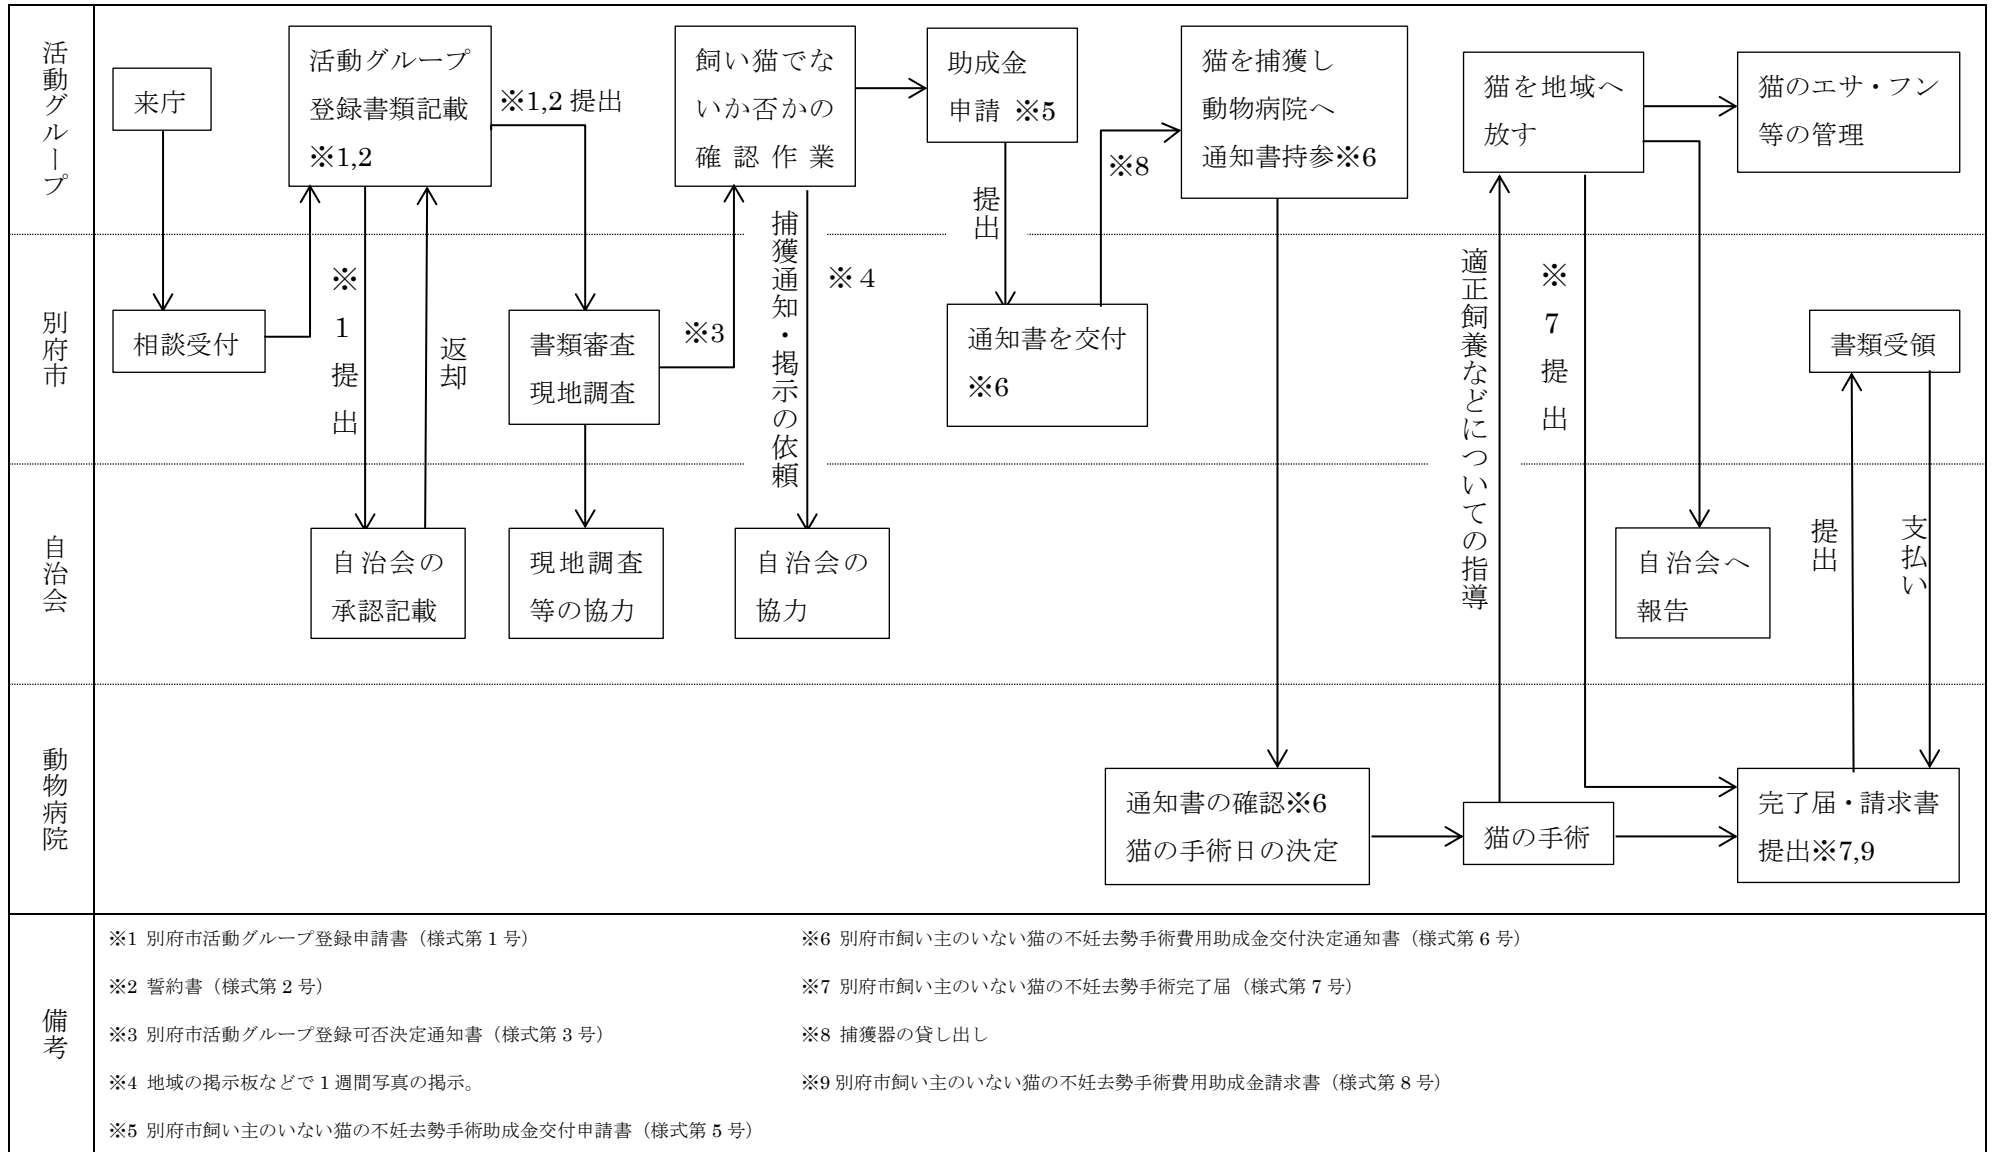 活動グループ
来庁
活動グループ
登録書類記載
※1,2
※1,2 提出
飼い猫でな
いか否かの
確認作業
助成金
申請 ※5
猫を捕獲し
動物病院へ
通知書持参※6
猫を地域へ
放す
猫のエサ・フン
等の管理
※8
提出
捕獲通知・掲示の依頼
※4
別府市
相談受付
※1提出
返却
書類審査
現地調査
※3
通知書を交付
※6
適正飼養などについての指導
※7提出
書類受領
自治会
自治会の
承認記載
現地調査
等の協力
自治会の
協力
自治会へ
報告
提出
支払い
動物病院
通知書の確認※6
猫の手術日の決定
猫の手術
完了届・請求書
提出※7,9
備考
※1 別府市活動グループ登録申請書（様式第1号）
※2 誓約書（様式第2号）
※3 別府市活動グループ登録可否決定通知書（様式第3号）
※4 地域の掲示板などで1週間写真の掲示。
※5 別府市飼い主のいない猫の不妊去勢手術助成金交付申請書（様式第5号）
※6 別府市飼い主のいない猫の不妊去勢手術費用助成金交付決定通知書（様式第6号）
※7 別府市飼い主のいない猫の不妊去勢手術完了届（様式第7号）
※8 捕獲器の貸し出し
※9 別府市飼い主のいない猫の不妊去勢手術費用助成金請求書（様式第8号）